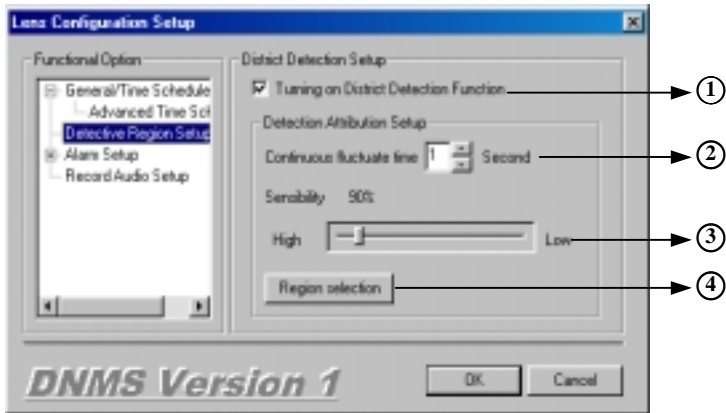 Lens Configuration Setup
Functional Option
General/Time Schedule
Advanced Time Sch
Detective Region Setup
Alarm Setup
Record Audio Setup
District Detection Setup
Turning on District Detection Function
1
Detection Attribution Setup
Continuous fluctuate time 1 Second
2
Sensibility 90%
High Low
3
Region selection
4
DNMS Version 1
OK Cancel